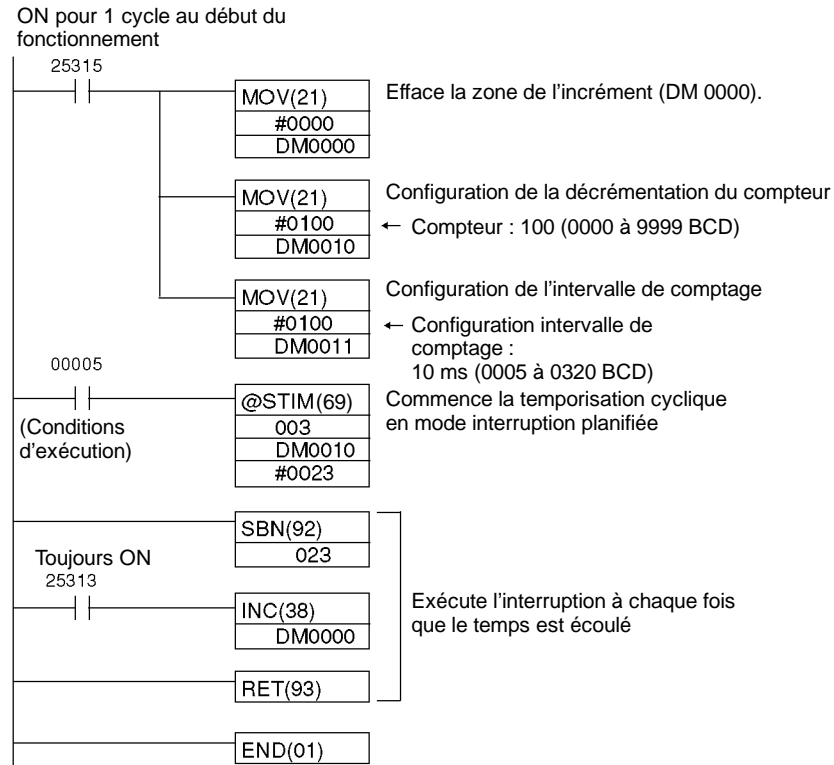 ON pour 1 cycle au début du
fonctionnement
25315
MOV(21)
#0000
DM0000
Efface la zone de l'incrément (DM 0000).
MOV(21)
#0100
DM0010
Configuration de la décrémentation du compteur
← Compteur : 100 (0000 à 9999 BCD)
MOV(21)
#0100
DM0011
Configuration de l'intervalle de comptage
← Configuration intervalle de
comptage :
10 ms (0005 à 0320 BCD)
00005
(Conditions
d'exécution)
@STIM(69)
003
DM0010
#0023
Commence la temporisation cyclique
en mode interruption planifiée
SBN(92)
023
Toujours ON
25313
INC(38)
DM0000
Exécute l'interruption à chaque fois
que le temps est écoulé
RET(93)
END(01)